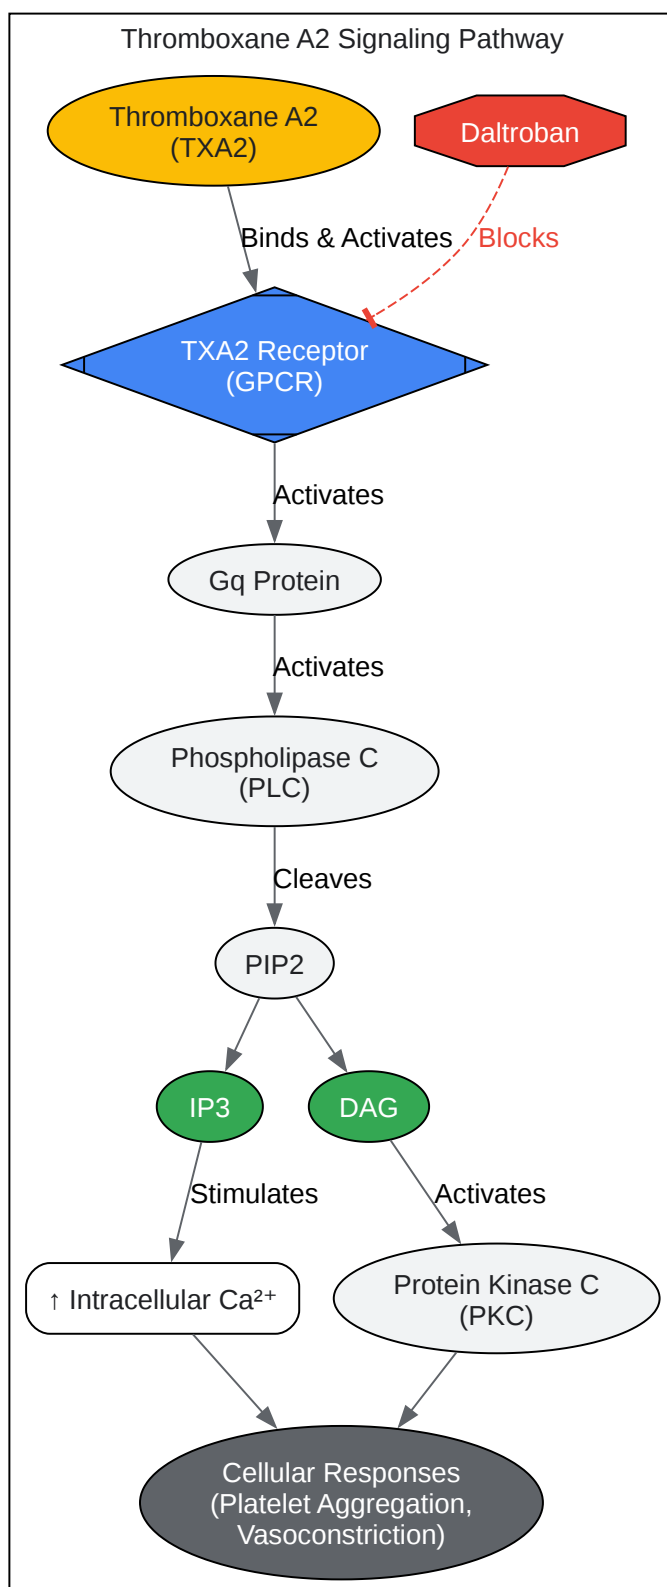 Thromboxane A2 Signaling Pathway
Thromboxane A2
(TXA2)
Daltroban
Binds & Activates
Blocks
TXA2 Receptor
(GPCR)
Activates
Gq Protein
Activates
Phospholipase C
(PLC)
Cleaves
PIP2
IP3
DAG
Stimulates
Activates
↑ Intracellular Ca²⁺
Protein Kinase C
(PKC)
Cellular Responses
(Platelet Aggregation,
Vasoconstriction)